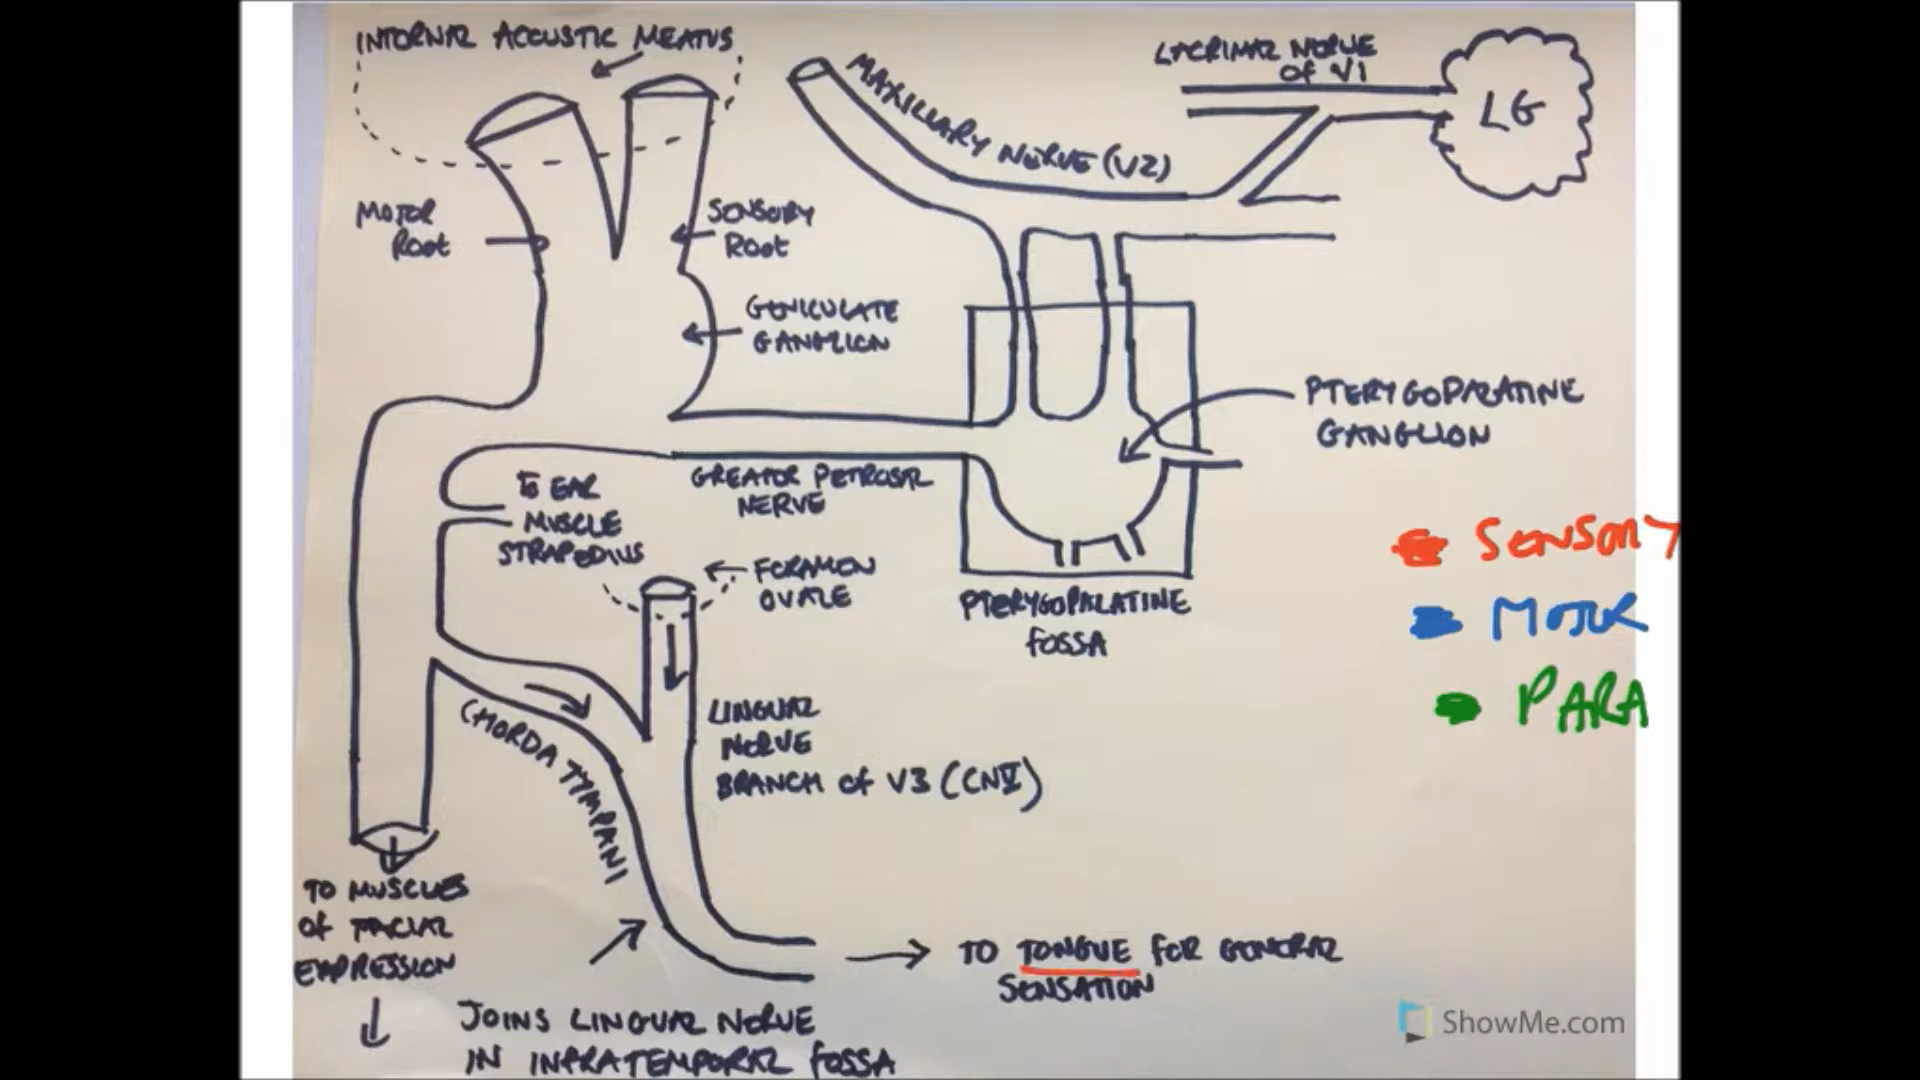 INTERNAL ACCUSTIC MEATUS
MOTOR
ROOT
SENSORY
ROOT
GENICULATE
GANGLION
MAXILLARY NERVE (V2)
LACRIMAL NERVE
OF V1
LG
PTERYGOPALATINE
GANGLION
GREATOR PETROSAL
NERVE
TO EAR
MUSCLE
STRAPEDIUS
FORAMEN
OVALE
PTERYGOPALATINE
FOSSA
SENSORY
MOTOR
PARA
CHORDA TYMPANI
LINGUAL
NERVE
BRANCH OF V3 (CNV)
TO MUSCLES
OF FACIAL
EXPRESSION
JOINS LINGUAL NERVE
IN INFRATEMPORAL FOSSA
TO TONGUE FOR GENERAL
SENSATION
ShowMe.com